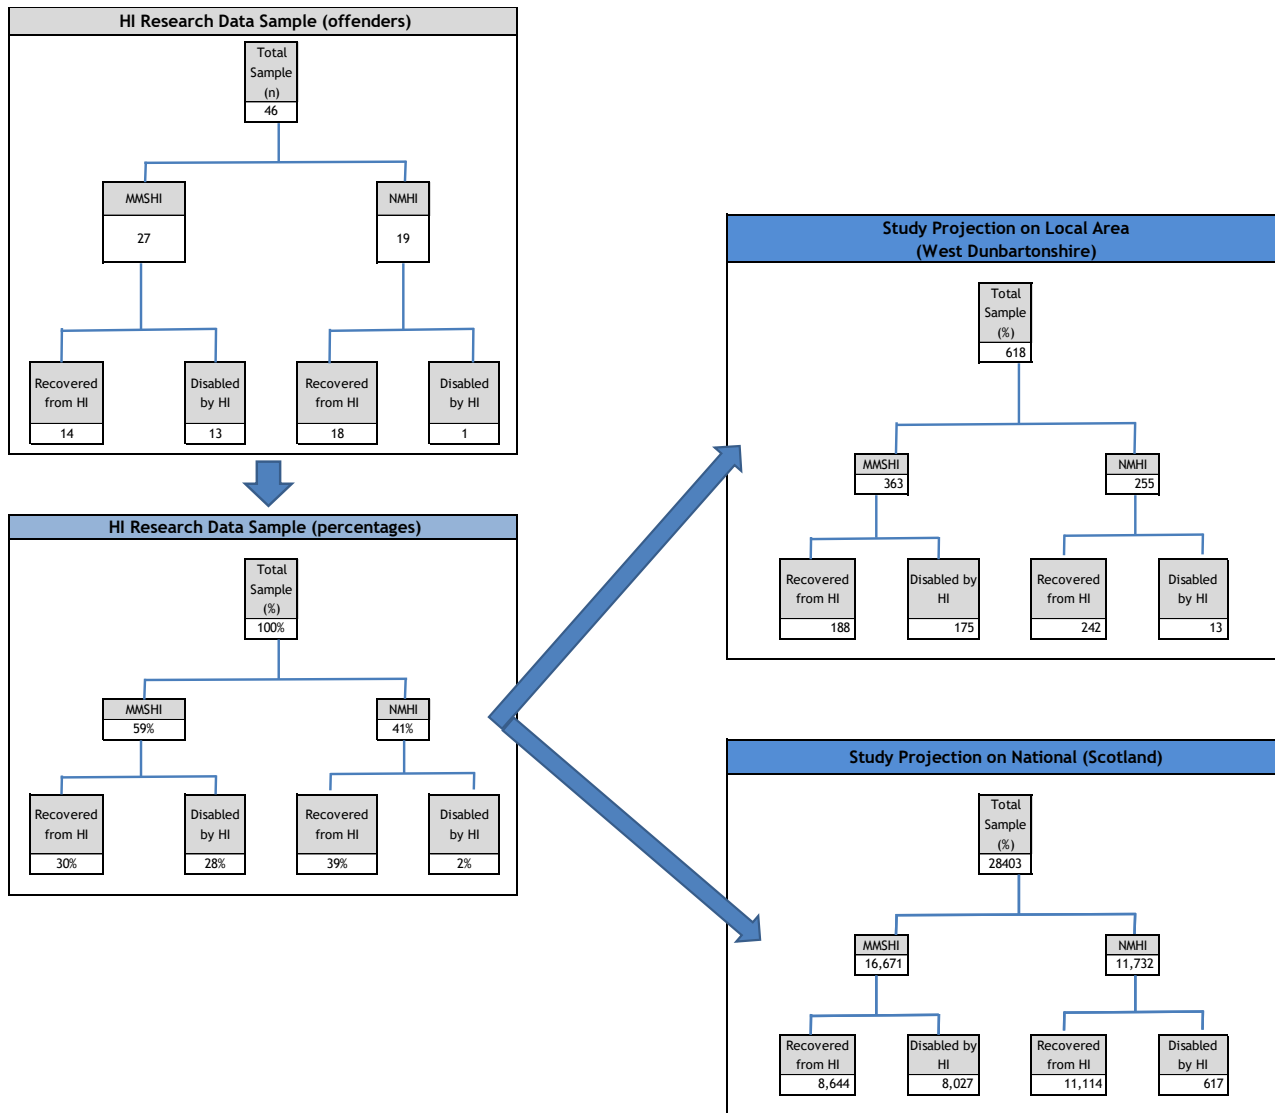 HI Research Data Sample (offenders)
Total
Sample
(n)
46
MMSHI
27
NMHI
19
Recovered
from HI
14
Disabled
by HI
13
Recovered
from HI
18
Disabled
by HI
1
HI Research Data Sample (percentages)
Total
Sample
(%)
100%
MMSHI
59%
NMHI
41%
Recovered
from HI
30%
Disabled
by HI
28%
Recovered
from HI
39%
Disabled
by HI
2%
Study Projection on Local Area
(West Dunbartonshire)
Total
Sample
(%)
618
MMSHI
363
NMHI
255
Recovered
from HI
188
Disabled by
HI
175
Recovered
from HI
242
Disabled
by HI
13
Study Projection on National (Scotland)
Total
Sample
(%)
28403
MMSHI
16,671
NMHI
11,732
Recovered
from HI
8,644
Disabled by
HI
8,027
Recovered
from HI
11,114
Disabled
by HI
617